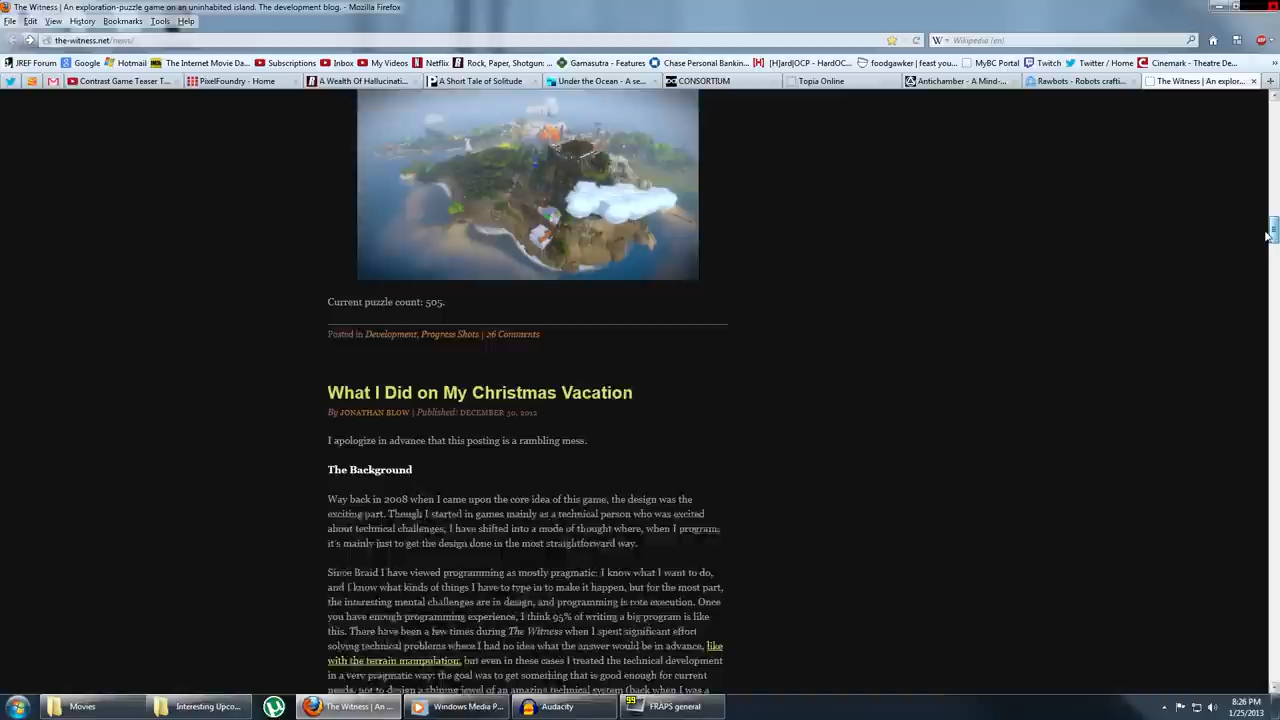 The Witness | An exploration-puzzle game on an uninhabited island. The development blog. - Mozilla Firefox
File Edit View History Bookmarks Tools Help
the-witness.net/news/
Wikipedia (en)
JREF Forum Google Hotmail The Internet Movie Da... Subscriptions Inbox My Videos Netflix Rock, Paper, Shotgun: ... Gamasutra - Features Chase Personal Bankin... [H]ard|OCP - HardOC... foodgawker | feast you... MyBC Portal Twitch Twitter / Home Cinemark - Theatre De...
Contrast Game Teaser T... PixelFoundry - Home A Wealth Of Hallucinati... A Short Tale of Solitude Under the Ocean - A se... CONSORTIUM Topia Online Antichamber - A Mind-... Rawbots - Robots crafti... The Witness | An explor...
Current puzzle count: 505.
Posted in Development, Progress Shots | 26 Comments
What I Did on My Christmas Vacation
By JONATHAN BLOW | Published: DECEMBER 30, 2012
I apologize in advance that this posting is a rambling mess.
The Background
Way back in 2008 when I came upon the core idea of this game, the design was the
exciting part. Though I started in games mainly as a technical person who was excited
about technical challenges, I have shifted into a mode of thought where, when I program,
it's mainly just to get the design done in the most straightforward way.
Since Braid I have viewed programming as mostly pragmatic: I know what I want to do,
and I know what kinds of things I have to type in to make it happen, but for the most part,
the interesting mental challenges are in design, and programming is rote execution. Once
you have enough programming experience, I think 95% of writing a big program is like
this. There have been a few times during The Witness when I spent significant effort
solving technical problems where I had no idea what the answer would be in advance, like
with the terrain manipulation, but even in these cases I treated the technical development
in a very pragmatic way: the goal was to get something that is good enough for current
needs, not to design a shining jewel of an amazing technical system (back when I was a
Movies Interesting Upco... The Witness | An ... Windows Media P... Audacity 99 FRAPS general
8:26 PM
1/25/2013